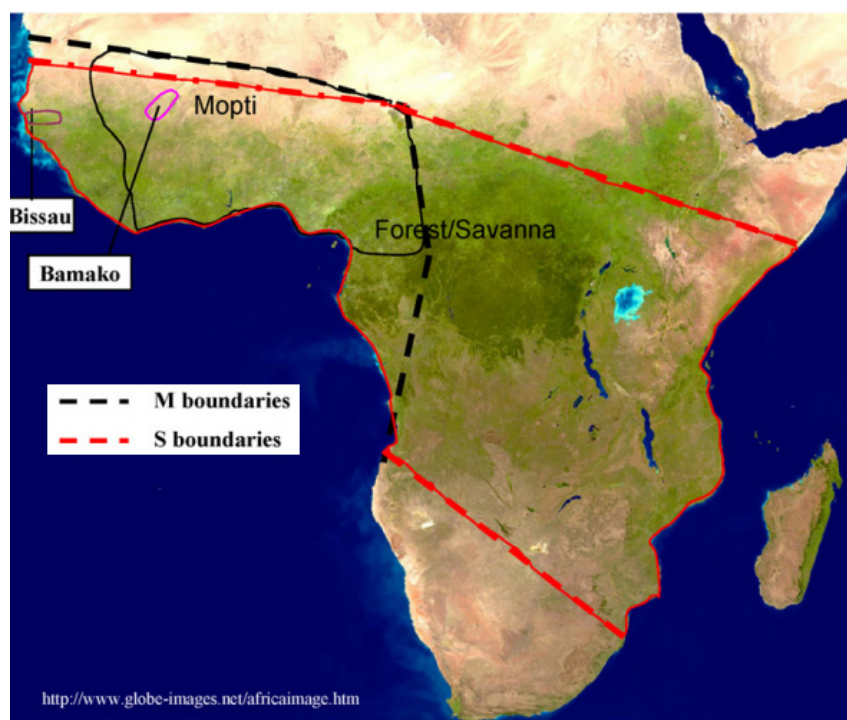 Mopti
Bissau
Forest/Savanna
Bamako
M boundaries
S boundaries
http://www.globe-images.net/africaimage.htm